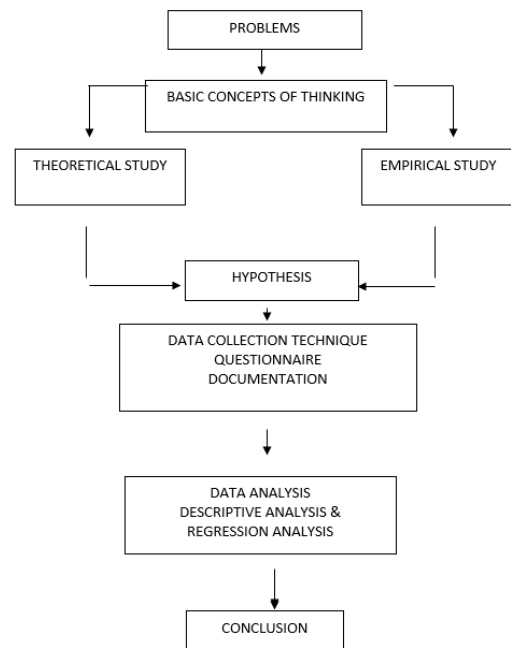 PROBLEMS
BASIC CONCEPTS OF THINKING
THEORETICAL STUDY
EMPIRICAL STUDY
HYPOTHESIS
DATA COLLECTION TECHNIQUE
QUESTIONNAIRE
DOCUMENTATION
DATA ANALYSIS
DESCRIPTIVE ANALYSIS &
REGRESSION ANALYSIS
CONCLUSION